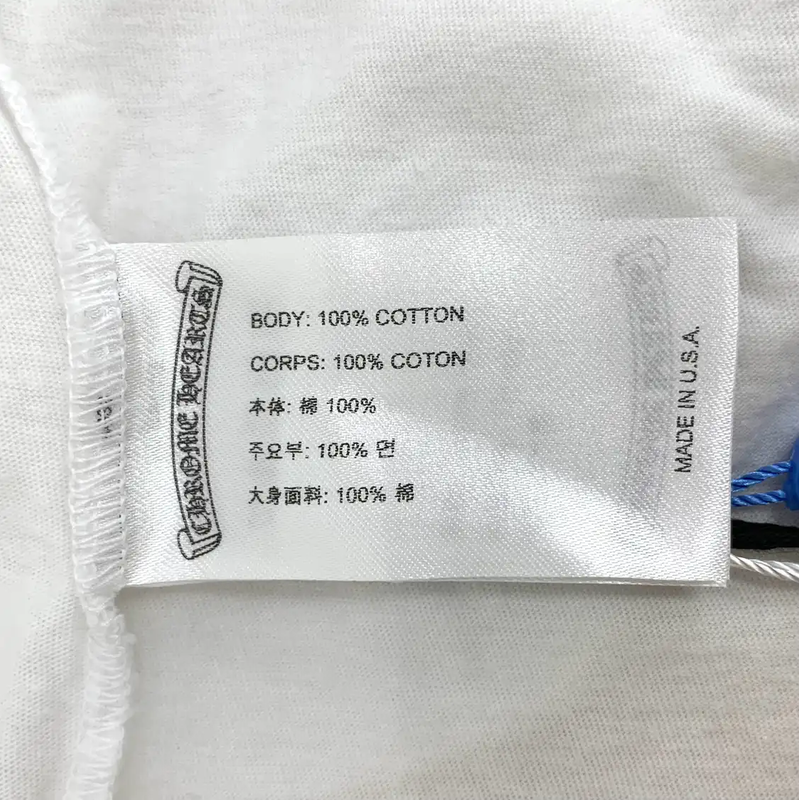 CHROME HEARTS
BODY: 100% COTTON
CORPS: 100% COTON
本体: 棉 100%
주요부: 100% 면
大身面料: 100% 棉
MADE IN U.S.A.